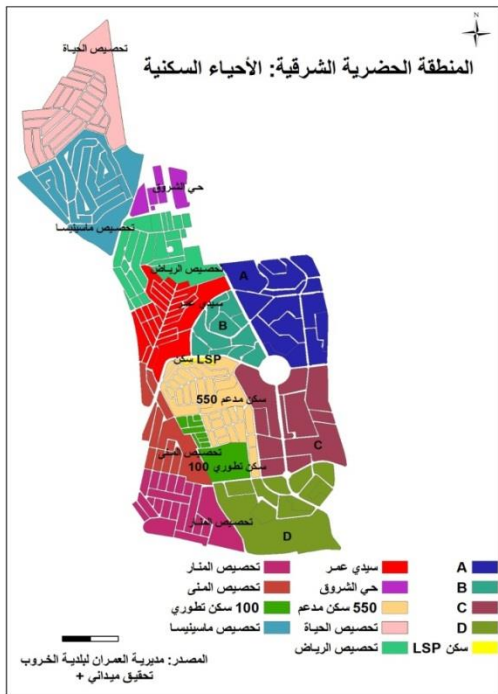 N
المنطقة الحضرية الشرقية: الأحياء السكنية
تحصيص الحياة
حي الشروق
تحصيص ماسينيسا
تحصيص الرياض
A
سيدي عمر
B
سكن LSP
سكن مدعم 550
C
تحصيص المنى
سكن تطوري 100
تحصيص المنار
D
A
B
C
D
سكن LSP
سيدي عمر
حي الشروق
550 سكن مدعم
تحصيص الحياة
تحصيص الرياض
تحصيص المنار
تحصيص المنى
100 سكن تطوري
تحصيص ماسينيسا
المصدر: مديرية العمران لبلدية الخروب
تحقيق ميداني +